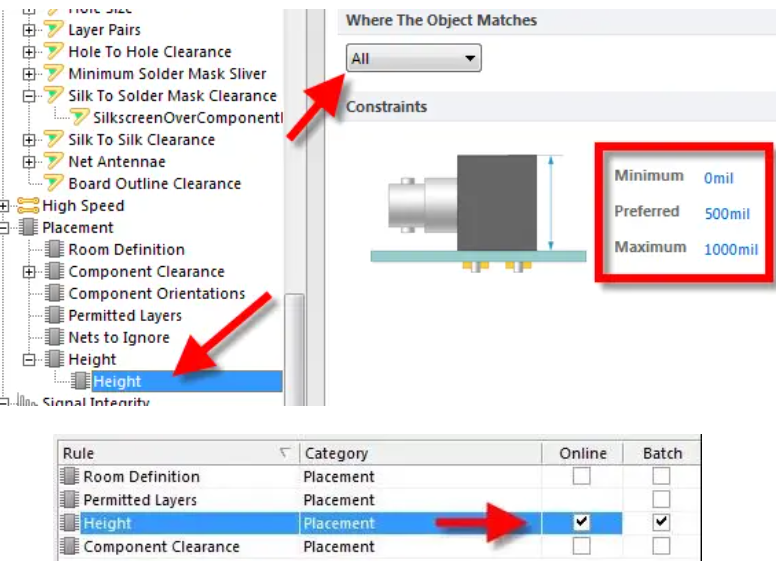 Hole Size
Layer Pairs
Hole To Hole Clearance
Minimum Solder Mask Sliver
Silk To Solder Mask Clearance
SilkscreenOverComponent
Silk To Silk Clearance
Net Antennae
Board Outline Clearance
High Speed
Placement
Room Definition
Component Clearance
Component Orientations
Permitted Layers
Nets to Ignore
Height
Height
Signal Integrity
Where The Object Matches
All
Constraints
Minimum 0mil
Preferred 500mil
Maximum 1000mil
Rule Category Online Batch
Room Definition Placement
Permitted Layers Placement
Height Placement
Component Clearance Placement